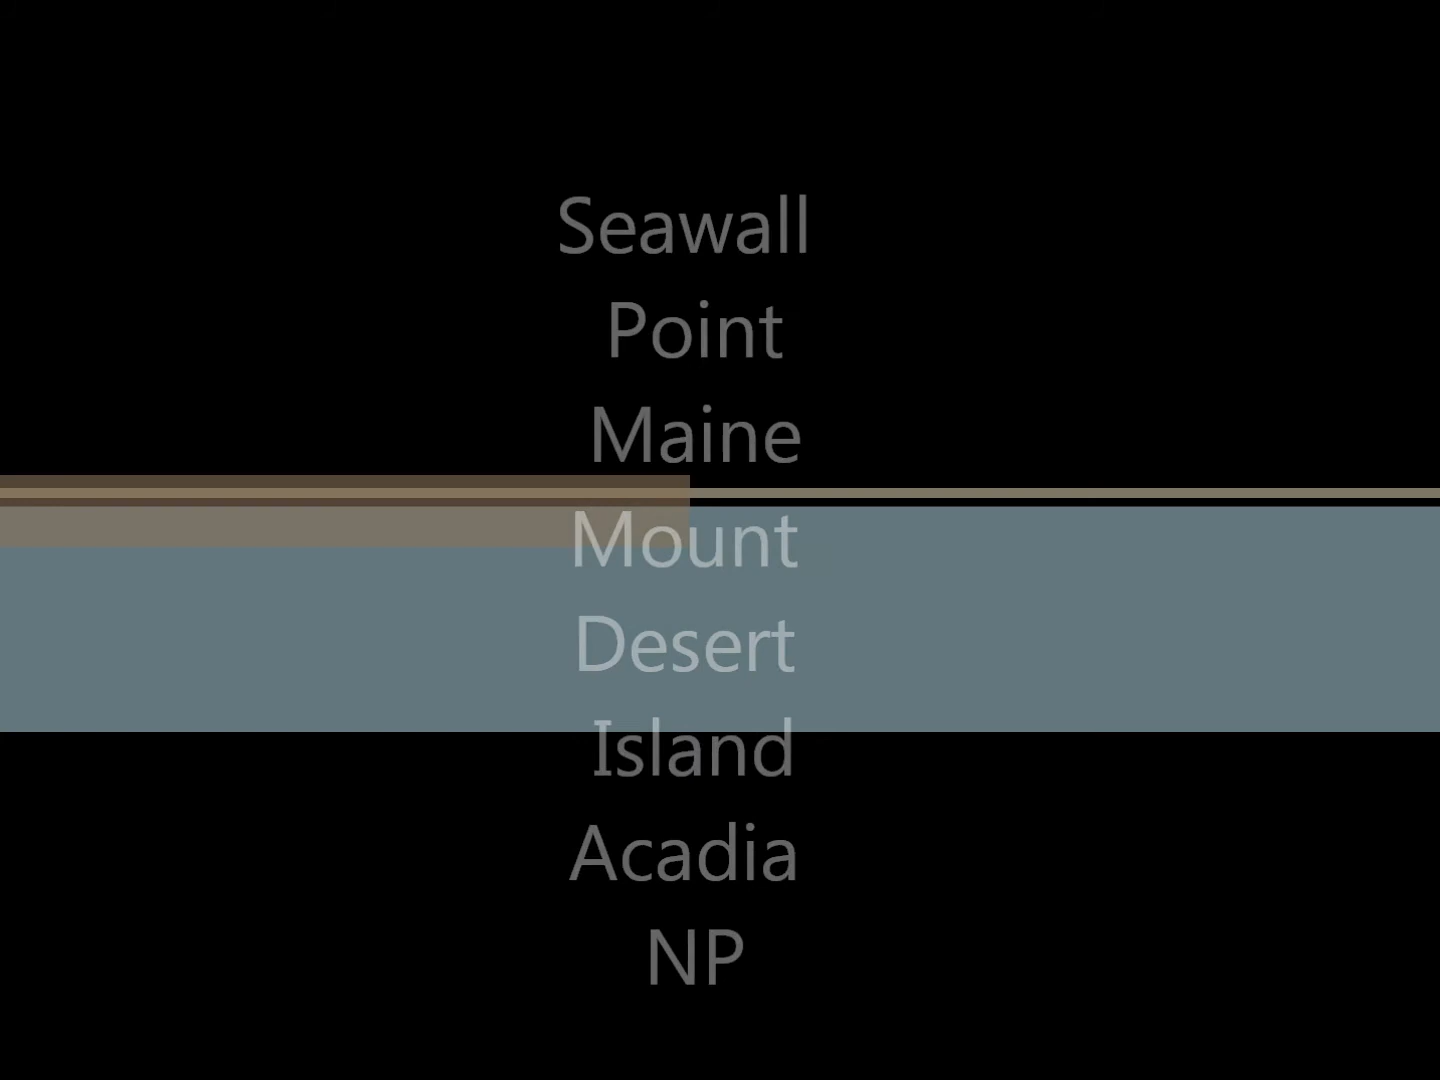 Seawall
Point
Maine
Mount
Desert
Island
Acadia
NP